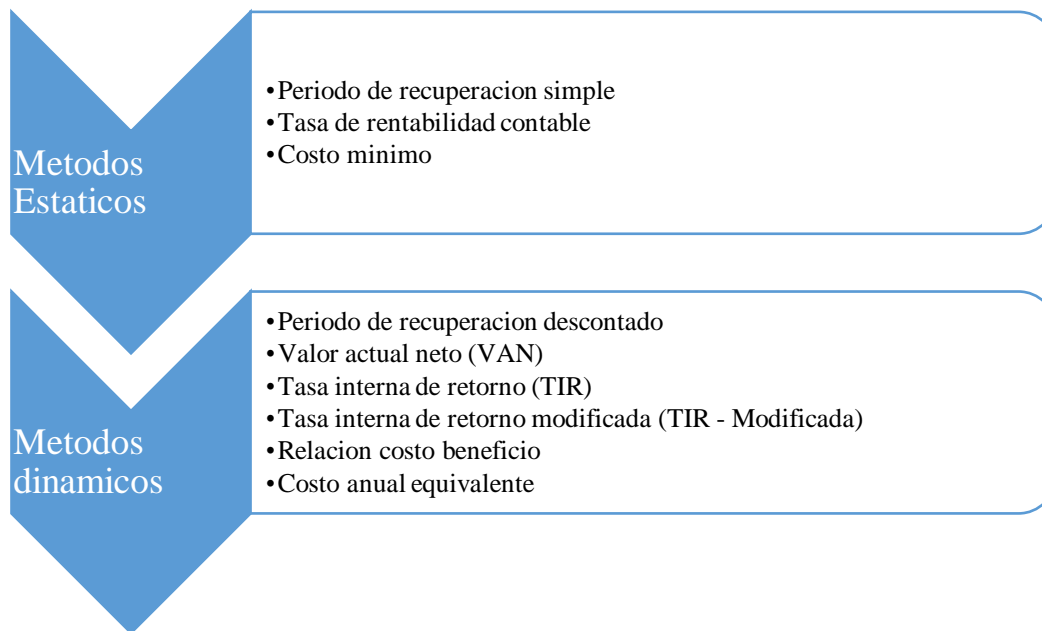 Metodos
Estaticos
•Periodo de recuperacion simple
•Tasa de rentabilidad contable
•Costo minimo
Metodos
dinamicos
•Periodo de recuperacion descontado
•Valor actual neto (VAN)
•Tasa interna de retorno (TIR)
•Tasa interna de retorno modificada (TIR - Modificada)
•Relacion costo beneficio
•Costo anual equivalente